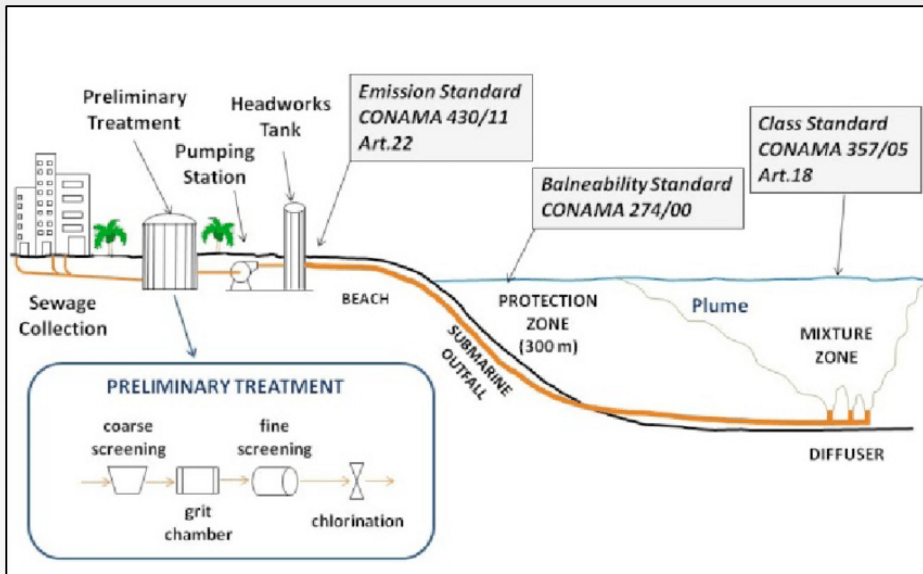 Preliminary
Treatment
Headworks
Tank
Pumping
Station
Emission Standard
CONAMA 430/11
Art.22
Balneability Standard
CONAMA 274/00
Class Standard
CONAMA 357/05
Art.18
Sewage
Collection
BEACH
SUBMARINE
OUTFALL
PROTECTION
ZONE
(300 m)
Plume
MIXTURE
ZONE
DIFFUSER
PRELIMINARY TREATMENT
coarse
screening
fine
screening
grit
chamber
chlorination